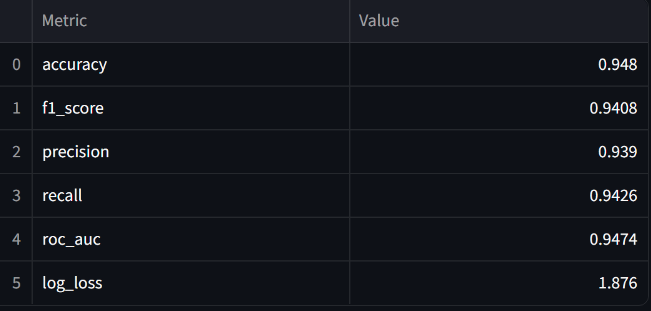 Metric Value
0 accuracy 0.948
1 f1_score 0.9408
2 precision 0.939
3 recall 0.9426
4 roc_auc 0.9474
5 log_loss 1.876